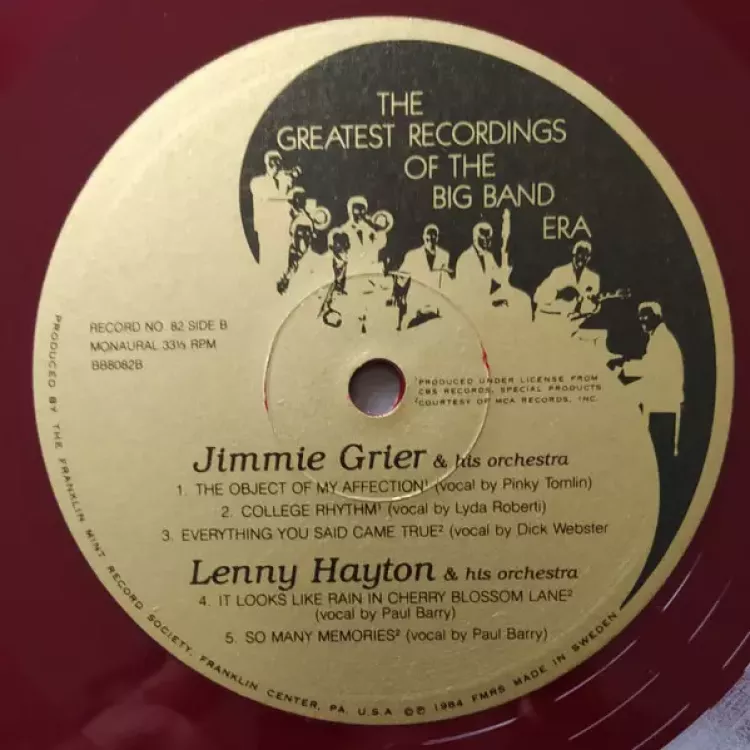 THE
GREATEST RECORDINGS
OF THE
BIG BAND
ERA
RECORD NO. 82 SIDE B
MONAURAL 33⅓ RPM
BB8082B
¹PRODUCED UNDER LICENSE FROM
CBS RECORDS, SPECIAL PRODUCTS
²COURTESY OF MCA RECORDS, INC.
Jimmie Grier & his orchestra
1. THE OBJECT OF MY AFFECTION¹ (vocal by Pinky Tomlin)
2. COLLEGE RHYTHM¹ (vocal by Lyda Roberti)
3. EVERYTHING YOU SAID CAME TRUE² (vocal by Dick Webster
Lenny Hayton & his orchestra
4. IT LOOKS LIKE RAIN IN CHERRY BLOSSOM LANE²
(vocal by Paul Barry)
5. SO MANY MEMORIES² (vocal by Paul Barry)
PRODUCED BY THE FRANKLIN MINT RECORD SOCIETY, FRANKLIN CENTER, PA. U.S.A ©℗ 1984 FMRS MADE IN SWEDEN